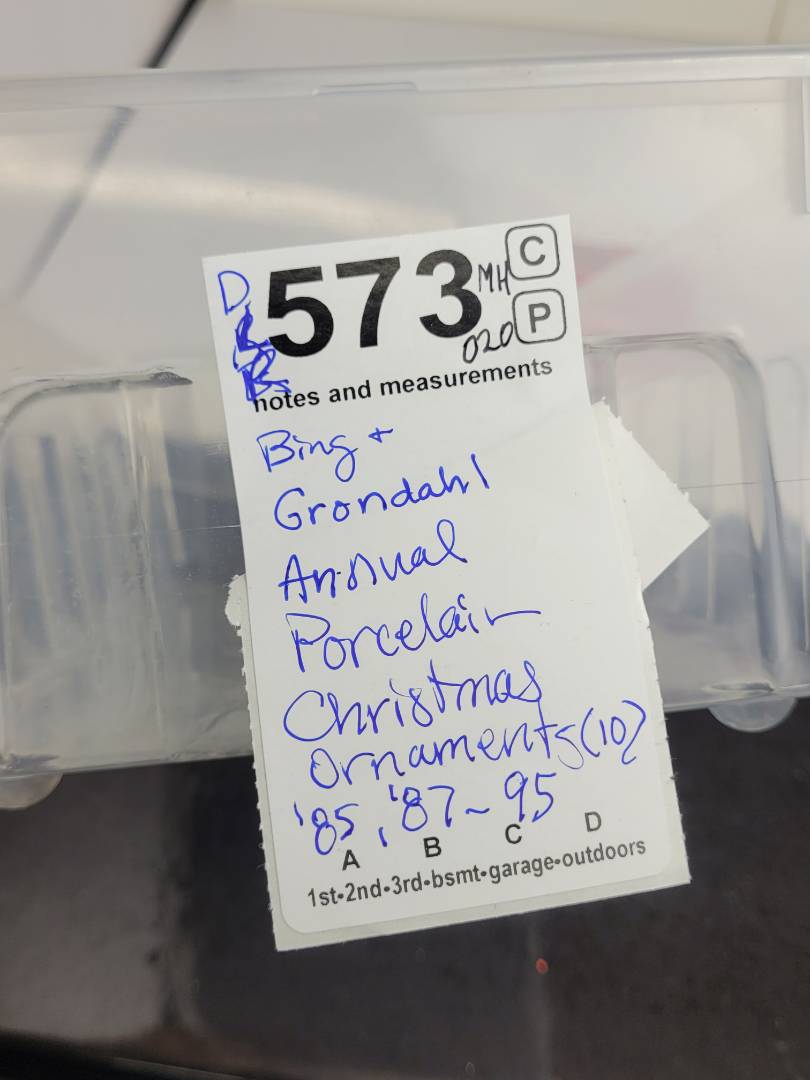 D
573 MH C
020 P
notes and measurements
Bing +
Grondahl
Annual
Porcelain
Christmas
ornaments (10)
'85, '87 ~ 95
A B C D
1st•2nd•3rd•bsmt•garage•outdoors